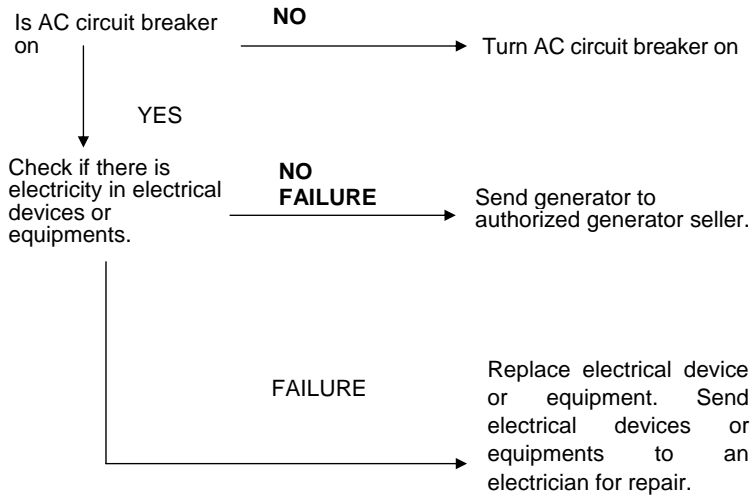 Is AC circuit breaker
on
NO
Turn AC circuit breaker on
YES
Check if there is
electricity in electrical
devices or
equipments.
NO
FAILURE
Send generator to
authorized generator seller.
FAILURE
Replace electrical device
or equipment. Send
electrical devices or
equipments to an
electrician for repair.